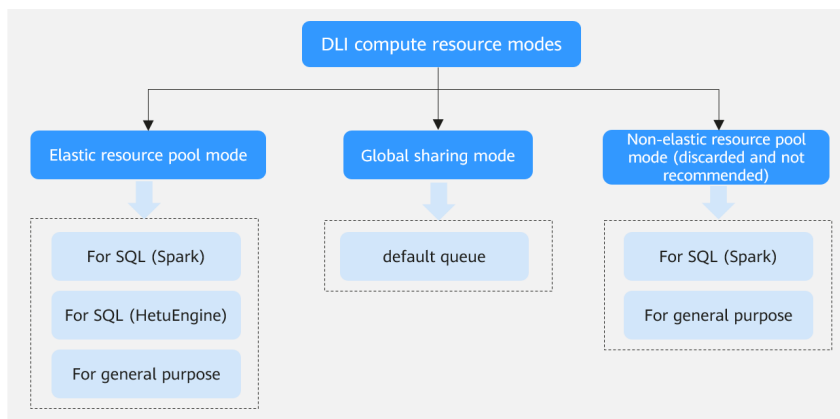 DLI compute resource modes
Elastic resource pool mode
Global sharing mode
Non-elastic resource pool
mode (discarded and not
recommended)
For SQL (Spark)
For SQL (HetuEngine)
For general purpose
default queue
For SQL (Spark)
For general purpose